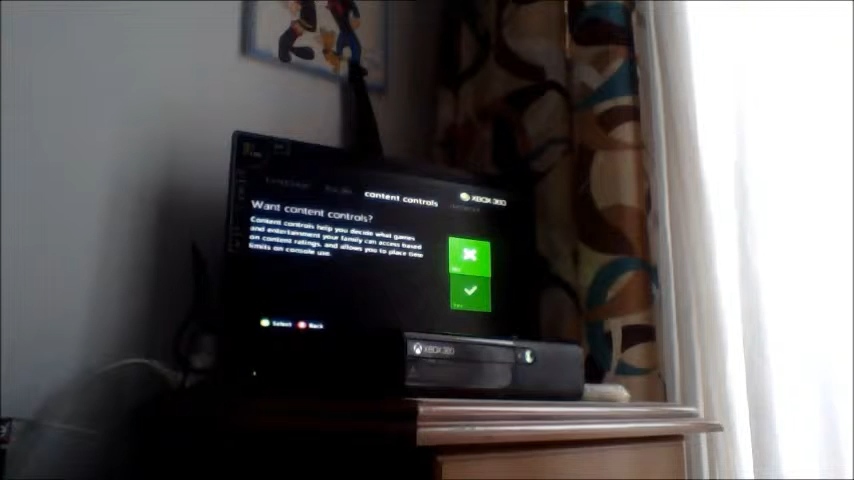 content controls
XBOX 360
Want content controls?
Content controls help you decide what games
and entertainment your family can access based
on content ratings, and allows you to place time
limits on console use.
Select
Back
XBOX 360